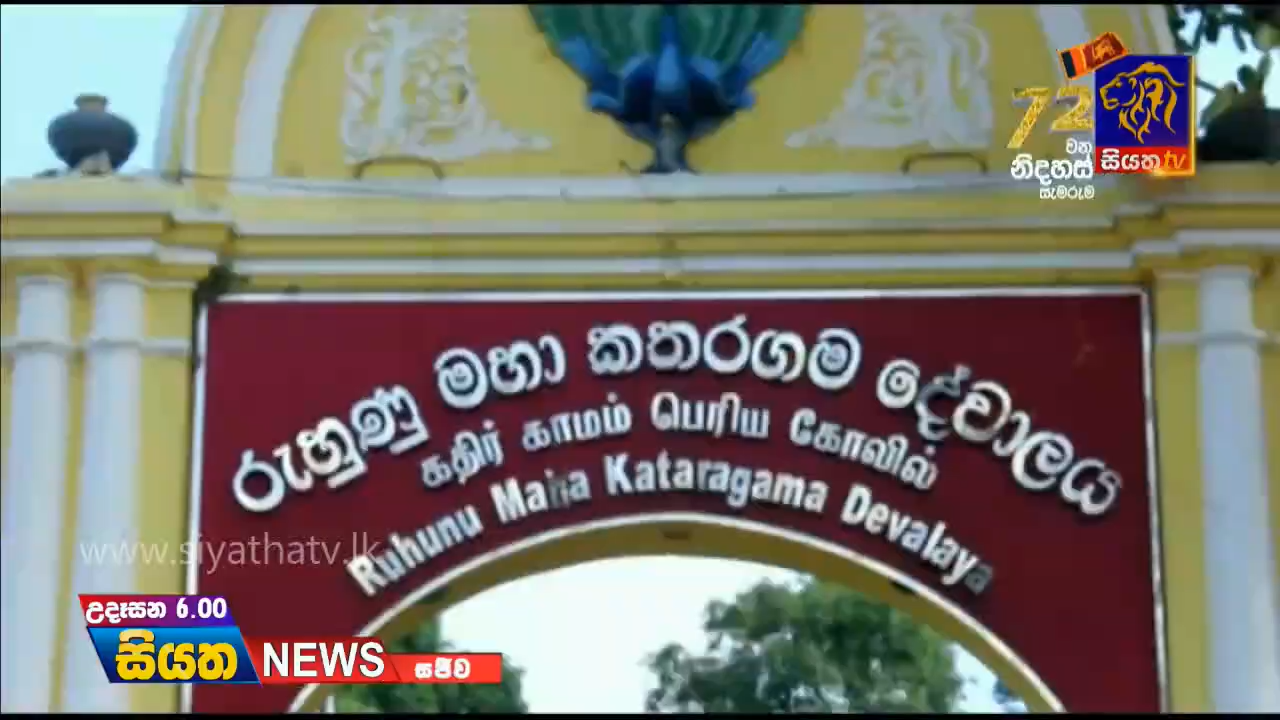 72
වන
නිදහස්
සැමරුම
සියත tv
රුහුණු මහා කතරගම දේවාලය
கதிர் காமம் பெரிய கோவில்
Ruhunu Maha Kataragama Devalaya
www.siyathatv.lk
උදෑසන 6.00
සියත NEWS
සජීව